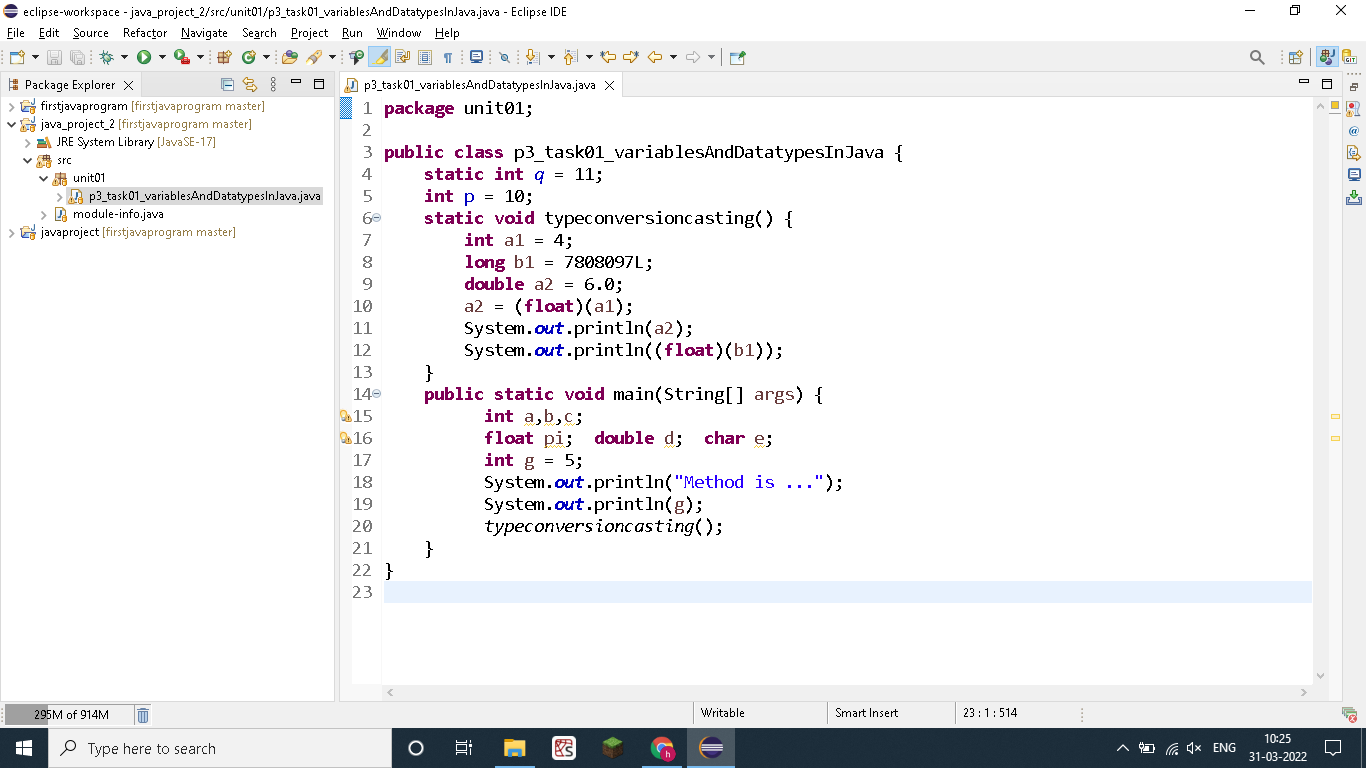 eclipse-workspace - java_project_2/src/unit01/p3_task01_variablesAndDatatypesInJava.java - Eclipse IDE
File Edit Source Refactor Navigate Search Project Run Window Help
Package Explorer
p3_task01_variablesAndDatatypesInJava.java
firstjavaprogram [firstjavaprogram master]
java_project_2 [firstjavaprogram master]
JRE System Library [JavaSE-17]
src
unit01
p3_task01_variablesAndDatatypesInJava.java
module-info.java
javaproject [firstjavaprogram master]
1 package unit01;
2
3 public class p3_task01_variablesAndDatatypesInJava {
4 static int q = 11;
5 int p = 10;
6 static void typeconversioncasting() {
7 int a1 = 4;
8 long b1 = 7808097L;
9 double a2 = 6.0;
10 a2 = (float)(a1);
11 System.out.println(a2);
12 System.out.println((float)(b1));
13 }
14 public static void main(String[] args) {
15 int a,b,c;
16 float pi; double d; char e;
17 int g = 5;
18 System.out.println("Method is ...");
19 System.out.println(g);
20 typeconversioncasting();
21 }
22 }
23
295M of 914M
Writable
Smart Insert
23 : 1 : 514
Type here to search
ENG
10:25
31-03-2022